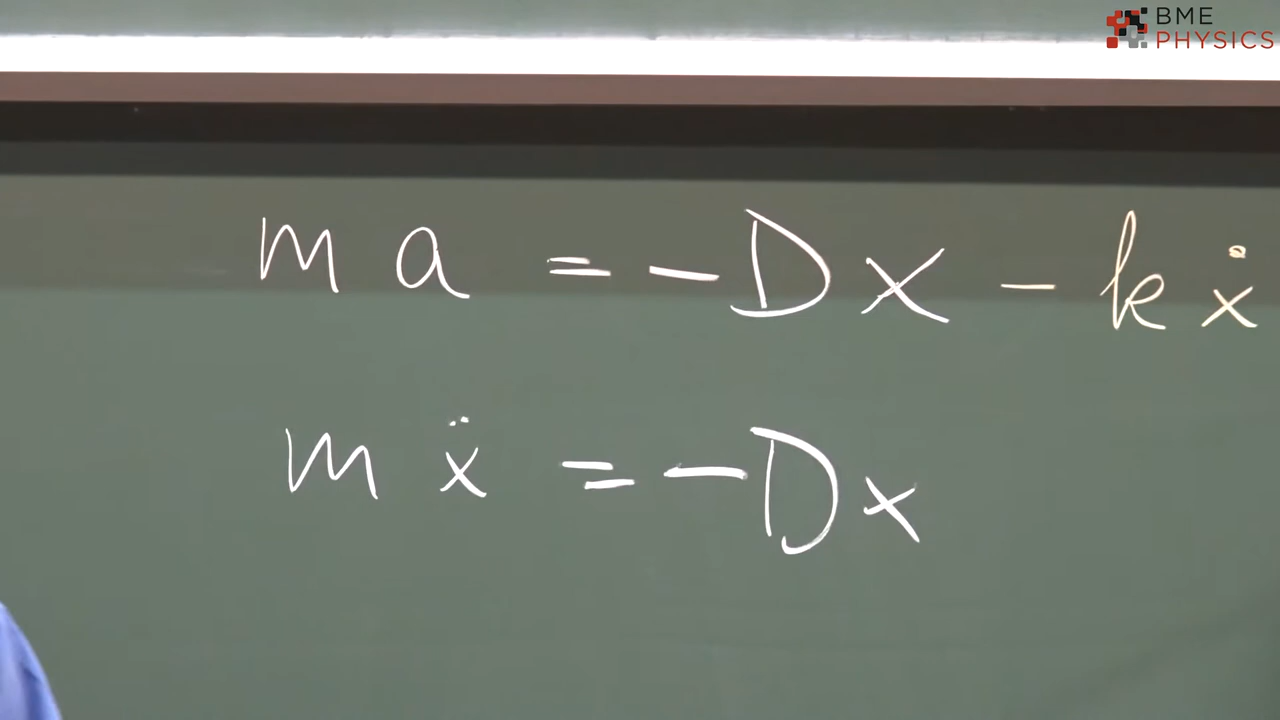 BME
PHYSICS
m a = - D x - k ẋ
m ẍ = - D x